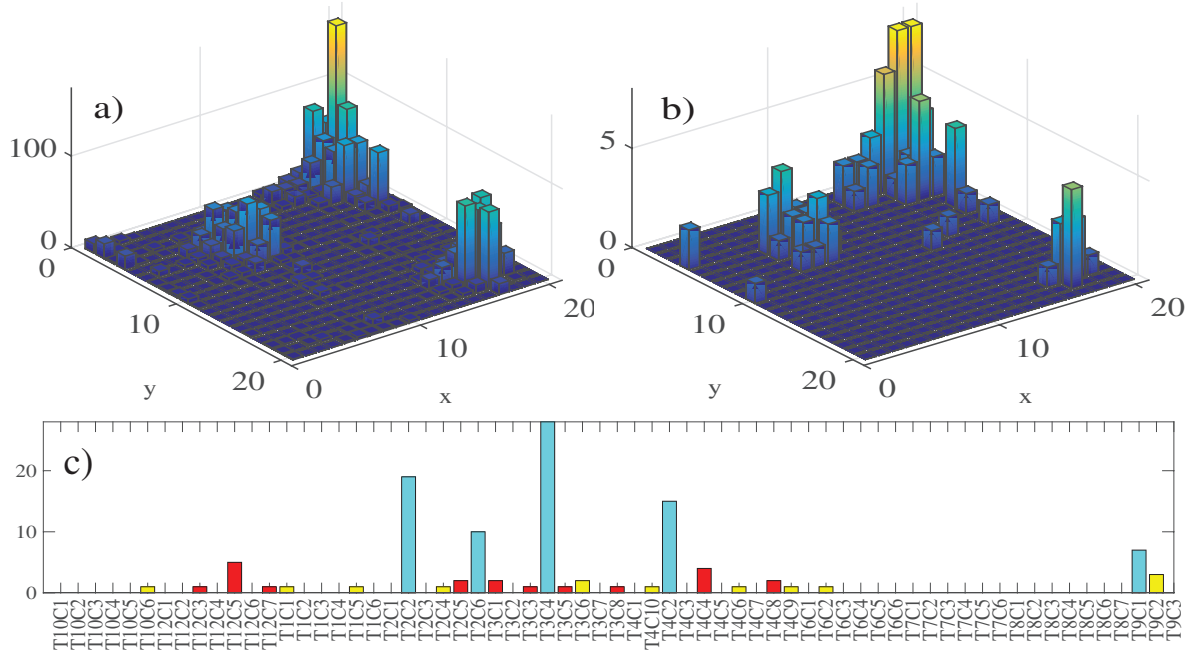 a)
100
0
0
10
20
y
0
10
20
x
b)
5
0
0
10
20
y
0
10
20
x
c)
20
10
0
T10C1
T10C2
T10C3
T10C4
T10C5
T10C6
T12C1
T12C2
T12C3
T12C4
T12C5
T12C6
T12C7
T1C1
T1C2
T1C3
T1C4
T1C5
T1C6
T2C1
T2C2
T2C3
T2C4
T2C5
T2C6
T3C1
T3C2
T3C3
T3C4
T3C5
T3C6
T3C7
T3C8
T4C1
T4C10
T4C2
T4C3
T4C4
T4C5
T4C6
T4C7
T4C8
T4C9
T6C1
T6C2
T6C3
T6C4
T6C5
T6C6
T7C1
T7C2
T7C3
T7C4
T7C5
T7C6
T8C1
T8C2
T8C3
T8C4
T8C5
T8C6
T8C7
T9C1
T9C2
T9C3